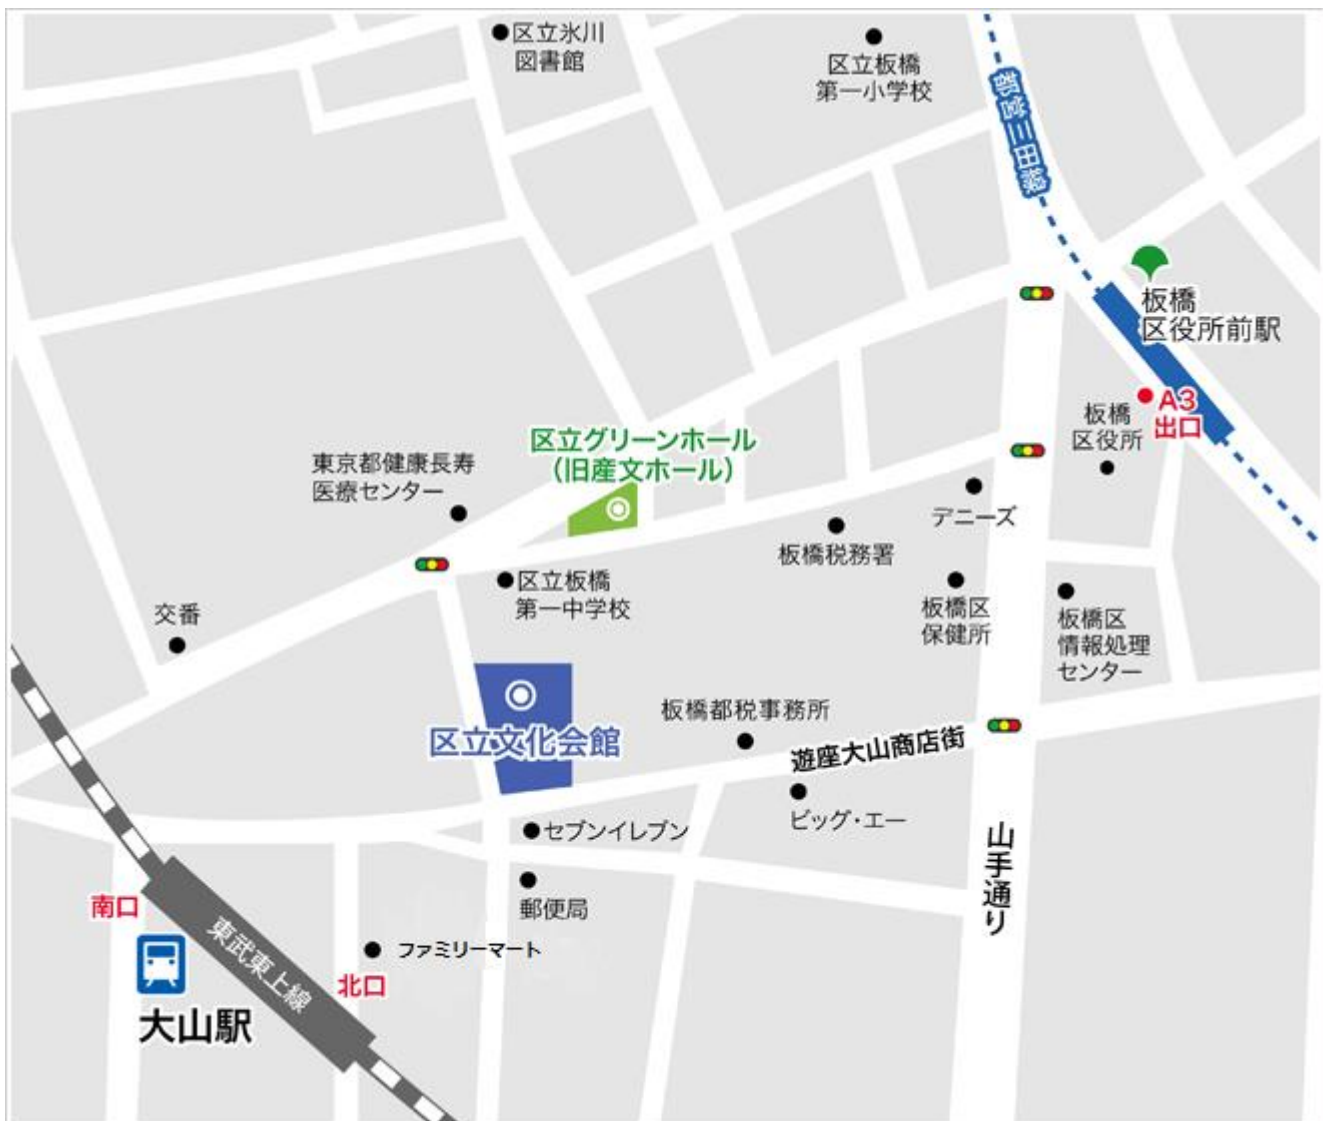 区立氷川
図書館
区立板橋
第一小学校
都営三田線
板橋
区役所前駅
A3
出口
板橋
区役所
区立グリーンホール
（旧産文ホール）
東京都健康長寿
医療センター
デニーズ
板橋税務署
区立板橋
第一中学校
板橋区
保健所
板橋区
情報処理
センター
交番
区立文化会館
板橋都税事務所
遊座大山商店街
ビッグ・エー
セブンイレブン
山手通り
郵便局
南口
東武東上線
ファミリーマート
北口
大山駅